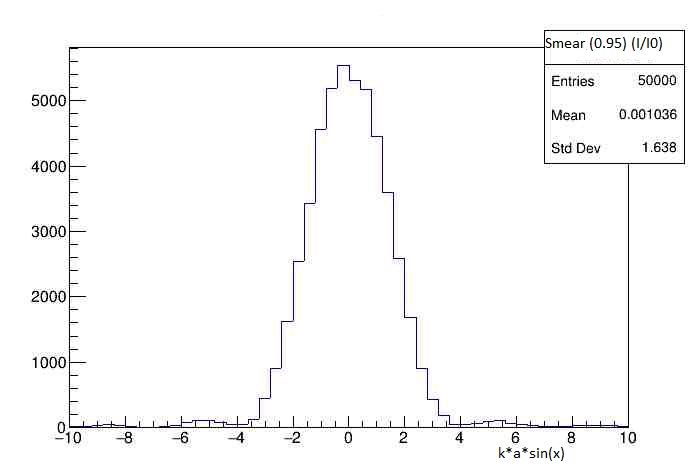 Smear (0.95) (I/I0)
Entries 50000
Mean 0.001036
Std Dev 1.638
5000
4000
3000
2000
1000
0
−10 −8 −6 −4 −2 0 2 4 6 8 10
k*a*sin(x)